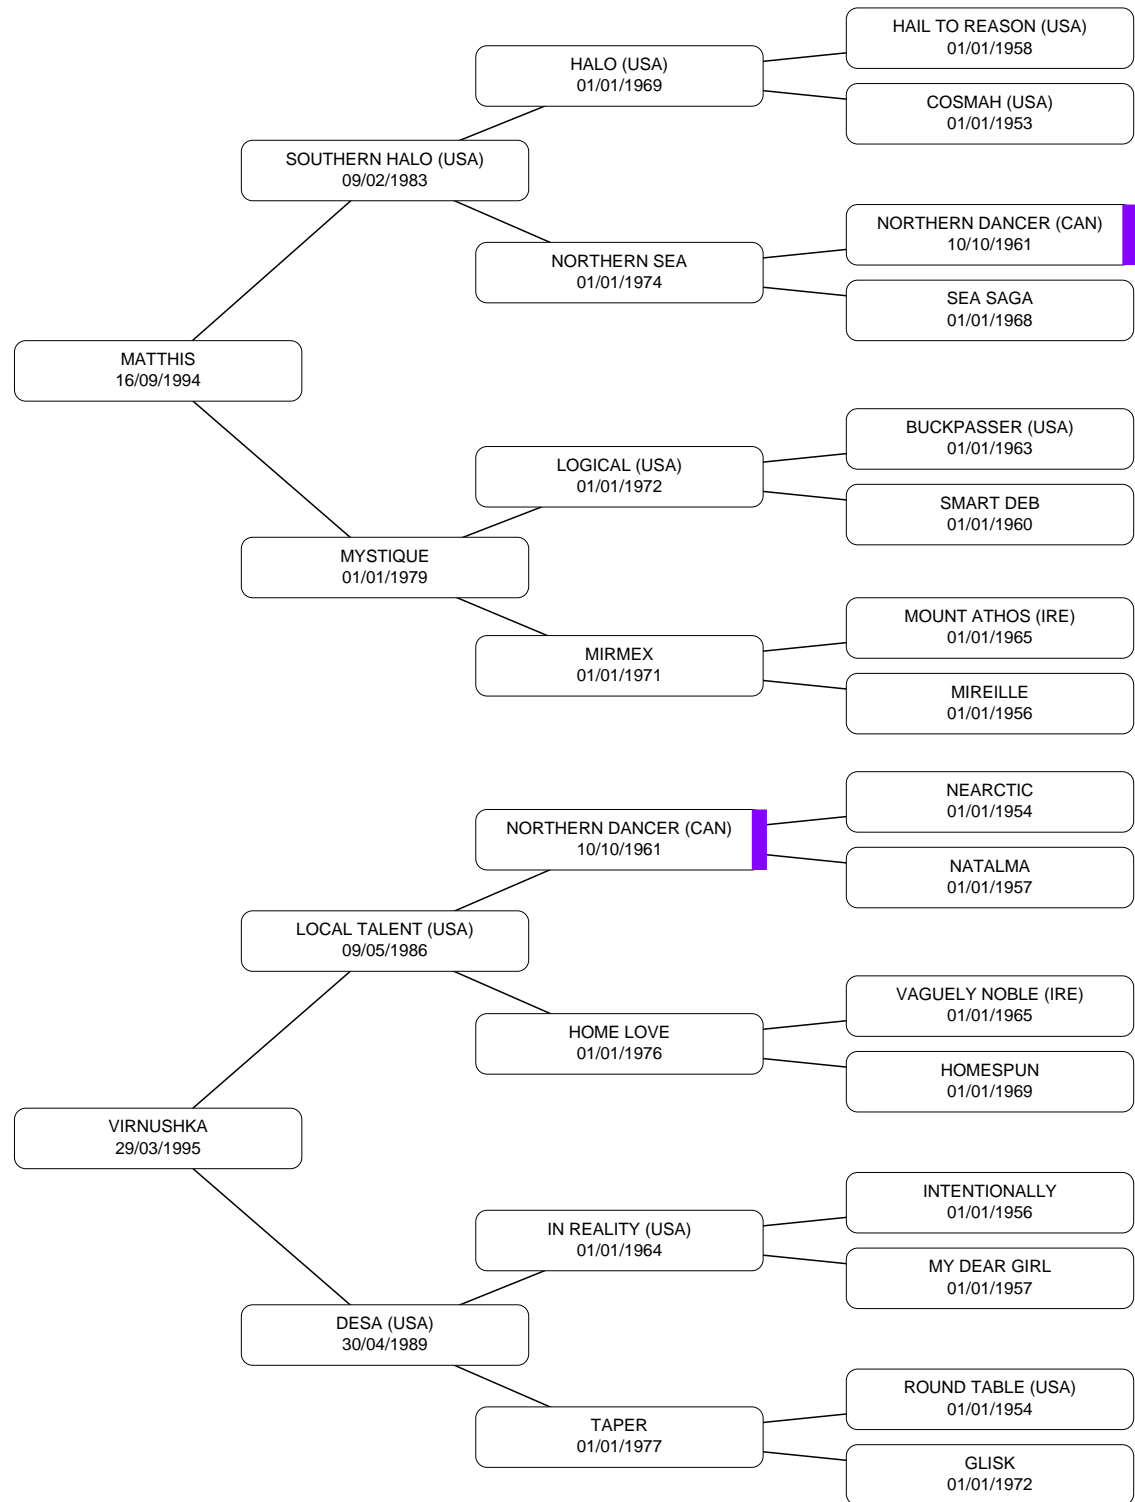 HAIL TO REASON (USA)
01/01/1958
HALO (USA)
01/01/1969
COSMAH (USA)
01/01/1953
SOUTHERN HALO (USA)
09/02/1983
NORTHERN DANCER (CAN)
10/10/1961
NORTHERN SEA
01/01/1974
SEA SAGA
01/01/1968
MATTHIS
16/09/1994
BUCKPASSER (USA)
01/01/1963
LOGICAL (USA)
01/01/1972
SMART DEB
01/01/1960
MYSTIQUE
01/01/1979
MOUNT ATHOS (IRE)
01/01/1965
MIRMEX
01/01/1971
MIREILLE
01/01/1956
NEARCTIC
01/01/1954
NORTHERN DANCER (CAN)
10/10/1961
NATALMA
01/01/1957
LOCAL TALENT (USA)
09/05/1986
VAGUELY NOBLE (IRE)
01/01/1965
HOME LOVE
01/01/1976
HOMESPUN
01/01/1969
VIRNUSHKA
29/03/1995
INTENTIONALLY
01/01/1956
IN REALITY (USA)
01/01/1964
MY DEAR GIRL
01/01/1957
DESA (USA)
30/04/1989
ROUND TABLE (USA)
01/01/1954
TAPER
01/01/1977
GLISK
01/01/1972